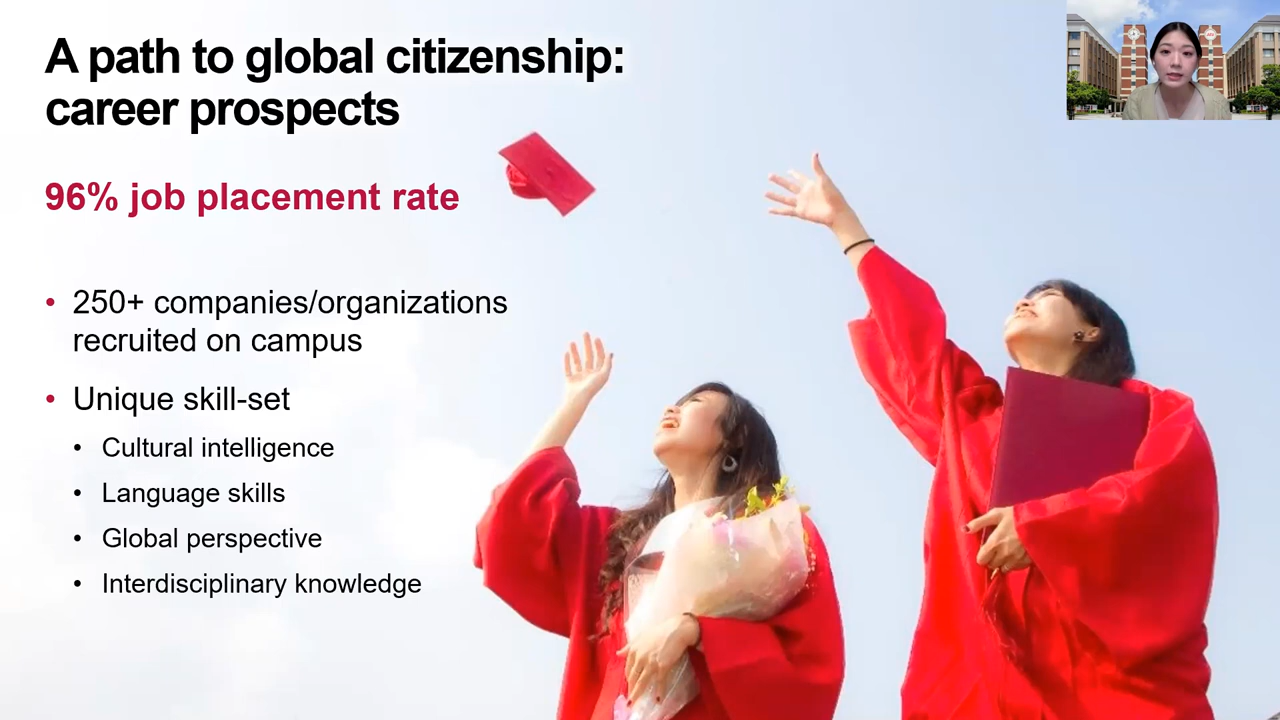 A path to global citizenship:
career prospects
96% job placement rate
• 250+ companies/organizations
recruited on campus
• Unique skill-set
• Cultural intelligence
• Language skills
• Global perspective
• Interdisciplinary knowledge